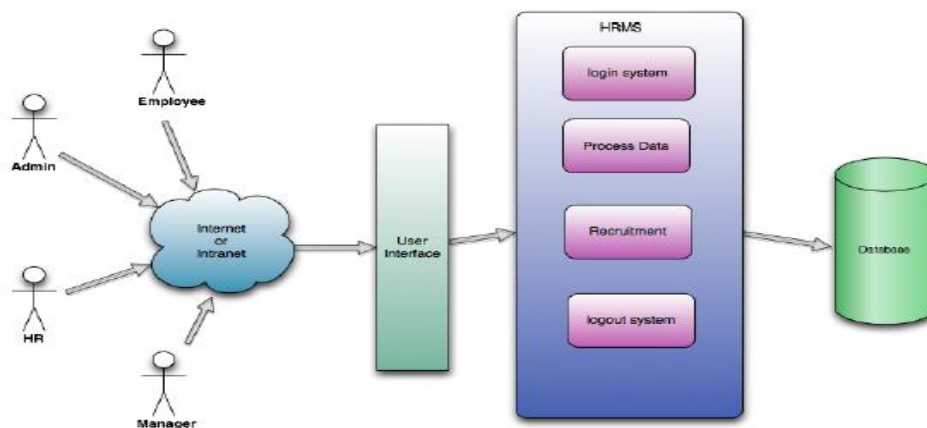 Employee
Admin
HR
Manager
Internet
or
Intranet
User
Interface
HRMS
login system
Process Data
Recruitment
logout system
Database